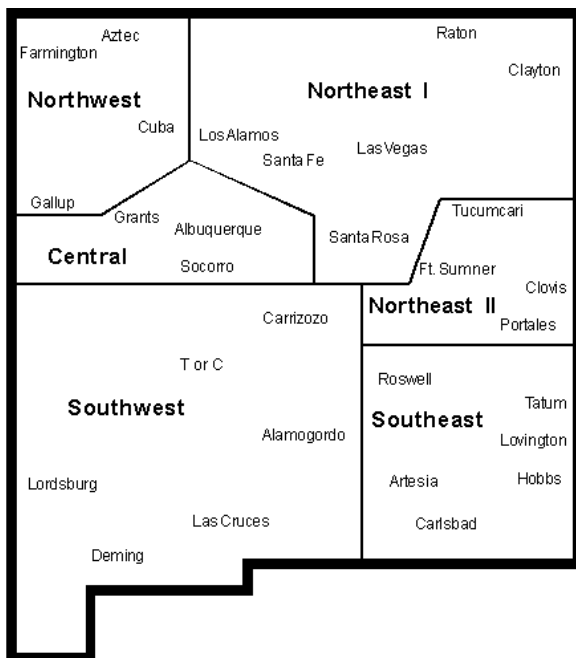 Aztec
Raton
Farmington
Clayton
Northwest
Northeast I
Cuba
Los Alamos
Las Vegas
Santa Fe
Gallup
Grants
Tucumcari
Albuquerque
Santa Rosa
Central
Socorro
Ft. Sumner
Clovis
Northeast II
Carrizozo
Portales
T or C
Roswell
Southwest
Tatum
Southeast
Alamogordo
Lovington
Lordsburg
Artesia
Hobbs
Las Cruces
Carlsbad
Deming